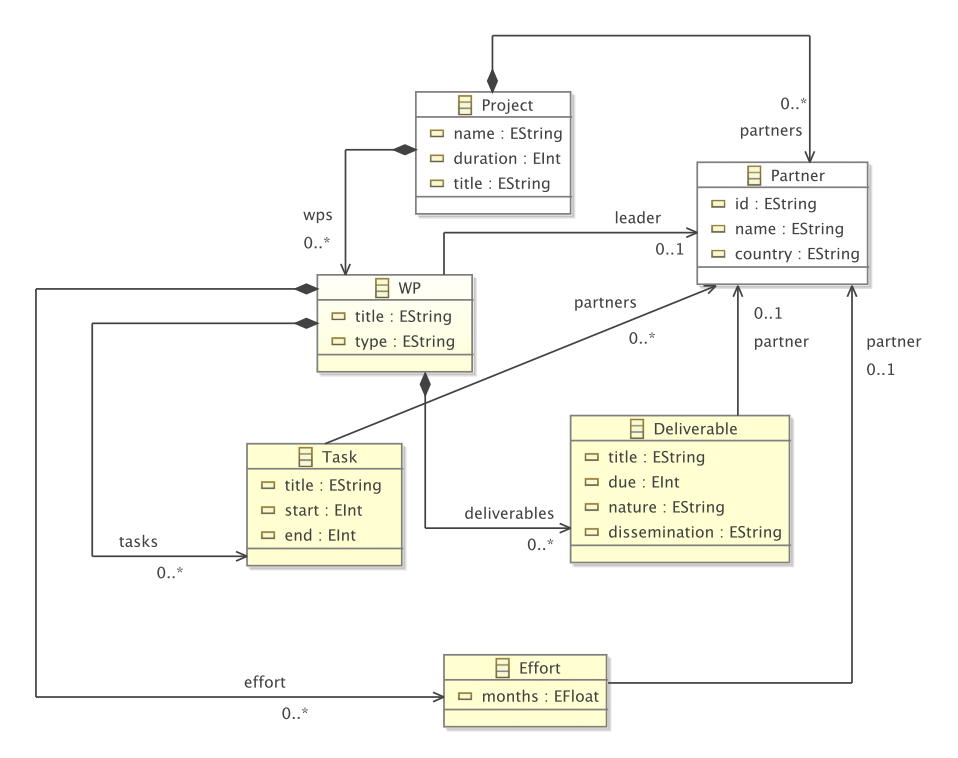 Project
name : EString
duration : EInt
title : EString
0..*
partners
Partner
id : EString
name : EString
country : EString
wps
0..*
leader
0..1
WP
title : EString
type : EString
partners
0..*
0..1
partner
partner
0..1
Task
title : EString
start : EInt
end : EInt
Deliverable
title : EString
due : EInt
nature : EString
dissemination : EString
deliverables
0..*
tasks
0..*
Effort
months : EFloat
effort
0..*